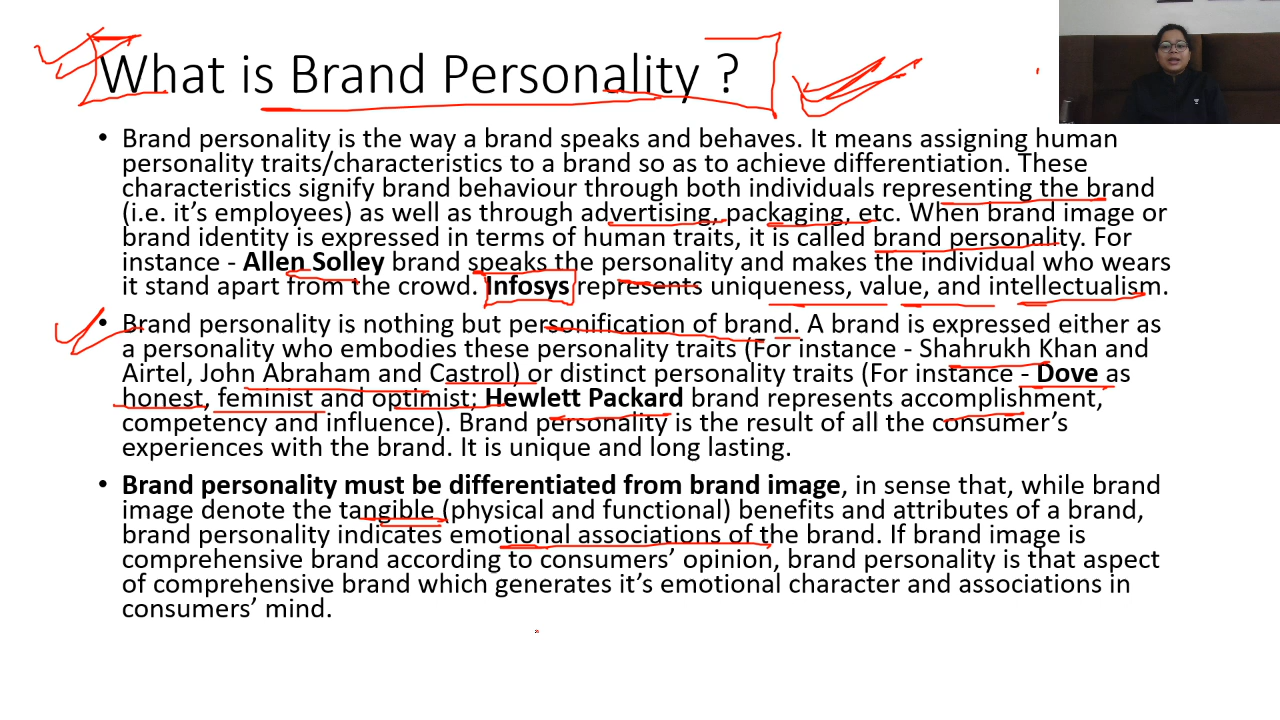 What is Brand Personality ?
• Brand personality is the way a brand speaks and behaves. It means assigning human
personality traits/characteristics to a brand so as to achieve differentiation. These
characteristics signify brand behaviour through both individuals representing the brand
(i.e. it’s employees) as well as through advertising, packaging, etc. When brand image or
brand identity is expressed in terms of human traits, it is called brand personality. For
instance - Allen Solley brand speaks the personality and makes the individual who wears
it stand apart from the crowd. Infosys represents uniqueness, value, and intellectualism.
• Brand personality is nothing but personification of brand. A brand is expressed either as
a personality who embodies these personality traits (For instance - Shahrukh Khan and
Airtel, John Abraham and Castrol) or distinct personality traits (For instance - Dove as
honest, feminist and optimist; Hewlett Packard brand represents accomplishment,
competency and influence). Brand personality is the result of all the consumer’s
experiences with the brand. It is unique and long lasting.
• Brand personality must be differentiated from brand image, in sense that, while brand
image denote the tangible (physical and functional) benefits and attributes of a brand,
brand personality indicates emotional associations of the brand. If brand image is
comprehensive brand according to consumers’ opinion, brand personality is that aspect
of comprehensive brand which generates it’s emotional character and associations in
consumers’ mind.